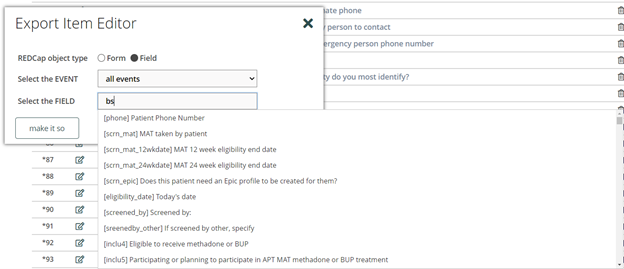 Export Item Editor
ate phone
y person to contact
ergency person phone number
REDCap object type Form Field
Select the EVENT all events
ty do you most identify?
Select the FIELD bs
make it so
[phone] Patient Phone Number
[scrn_mat] MAT taken by patient
[scrn_mat_12wkdate] MAT 12 week eligibility end date
[scrn_mat_24wkdate] MAT 24 week eligibility end date
[scrn_epic] Does this patient need an Epic profile to be created for them?
[eligibility_date] Today's date
[screened_by] Screened by:
[sreenedby_other] If screened by other, specify
[inclu4] Eligible to receive methadone or BUP
[inclu5] Participating or planning to participate in APT MAT methadone or BUP treatment
*87
*88
*89
*90
*91
*92
*93